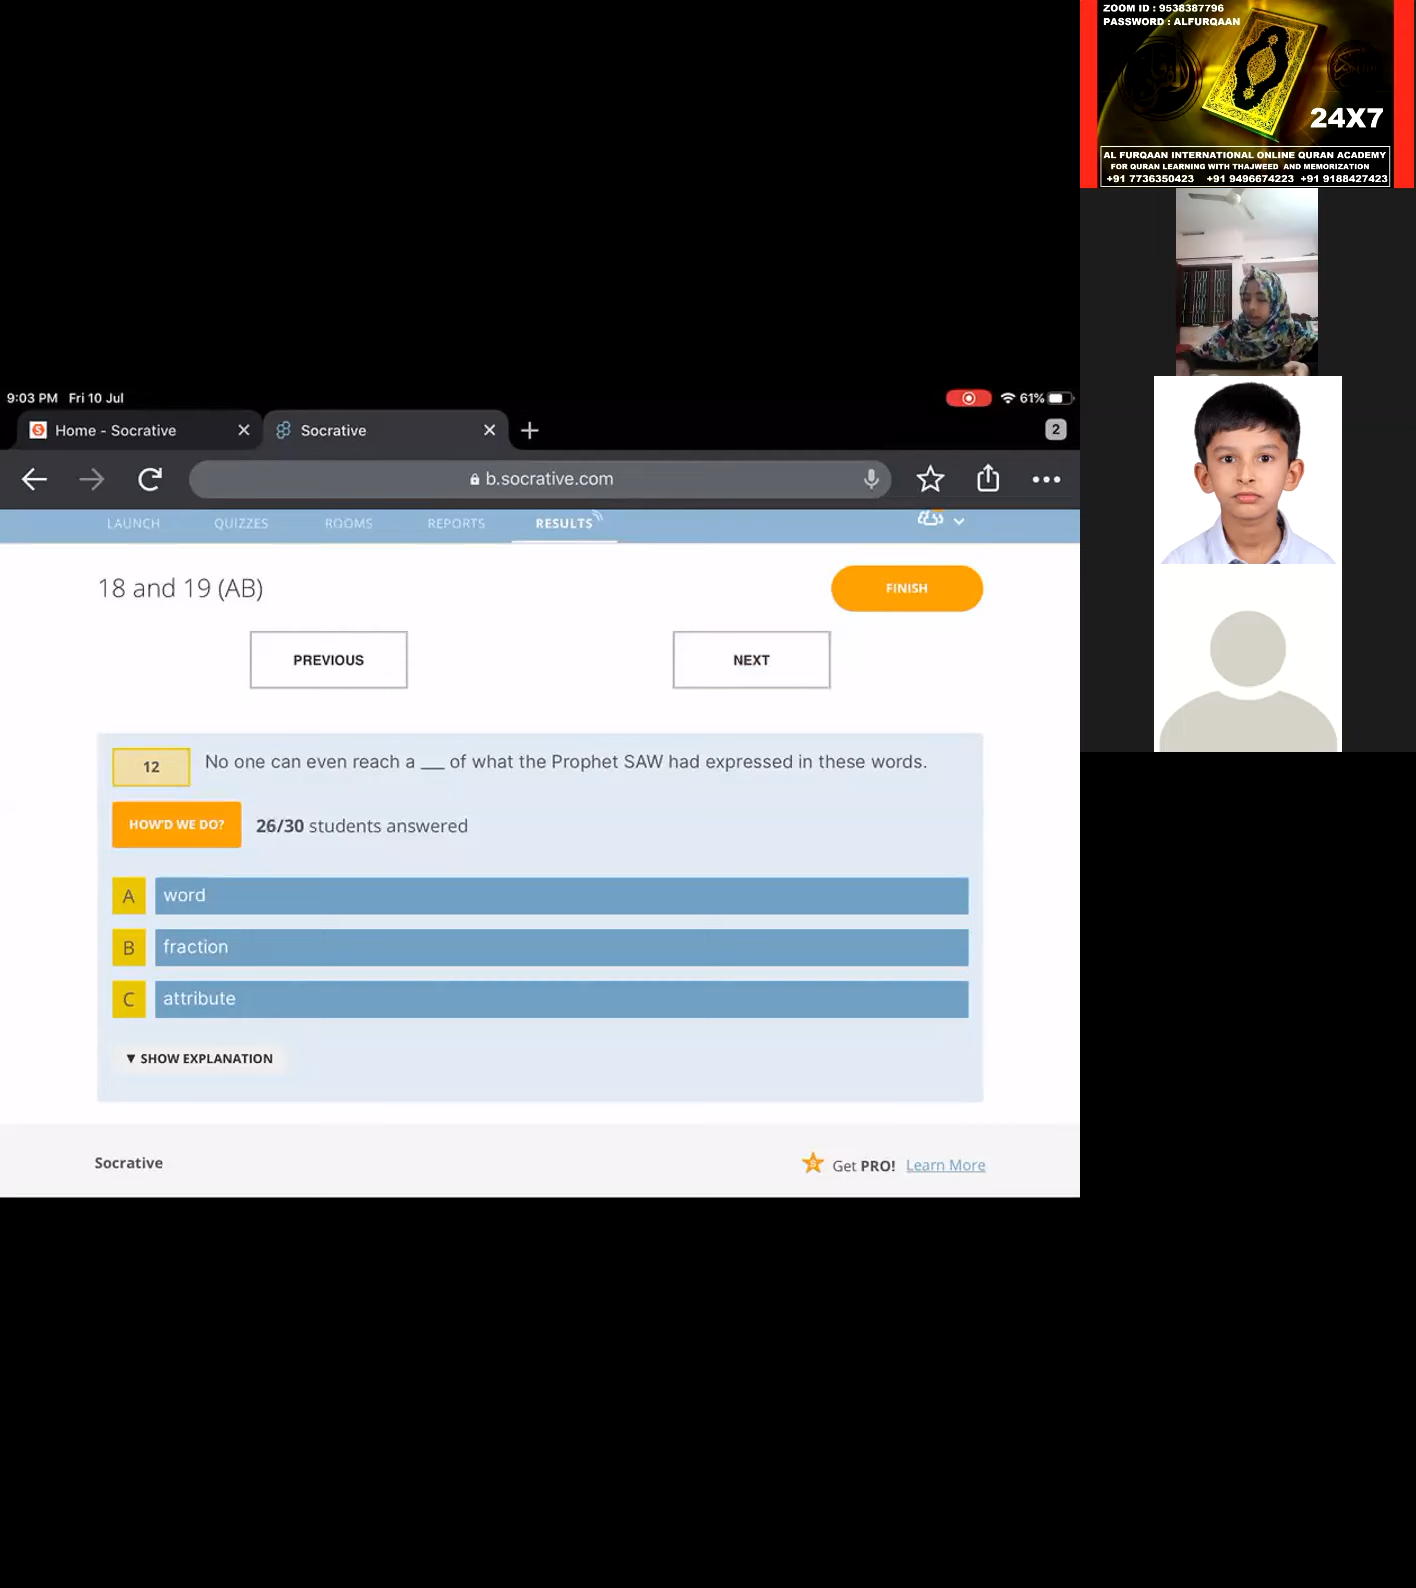 ZOOM ID : 9538387796
PASSWORD : ALFURQAAN
24X7
AL FURQAAN INTERNATIONAL ONLINE QURAN ACADEMY
FOR QURAN LEARNING WITH THAJWEED AND MEMORIZATION
+91 7736350423 +91 9496674223 +91 9188427423
9:03 PM Fri 10 Jul
61%
Home - Socrative
Socrative
2
b.socrative.com
LAUNCH QUIZZES ROOMS REPORTS RESULTS
18 and 19 (AB)
FINISH
PREVIOUS
NEXT
12 No one can even reach a ___ of what the Prophet SAW had expressed in these words.
HOW'D WE DO? 26/30 students answered
A word
B fraction
C attribute
▼ SHOW EXPLANATION
Socrative
Get PRO! Learn More